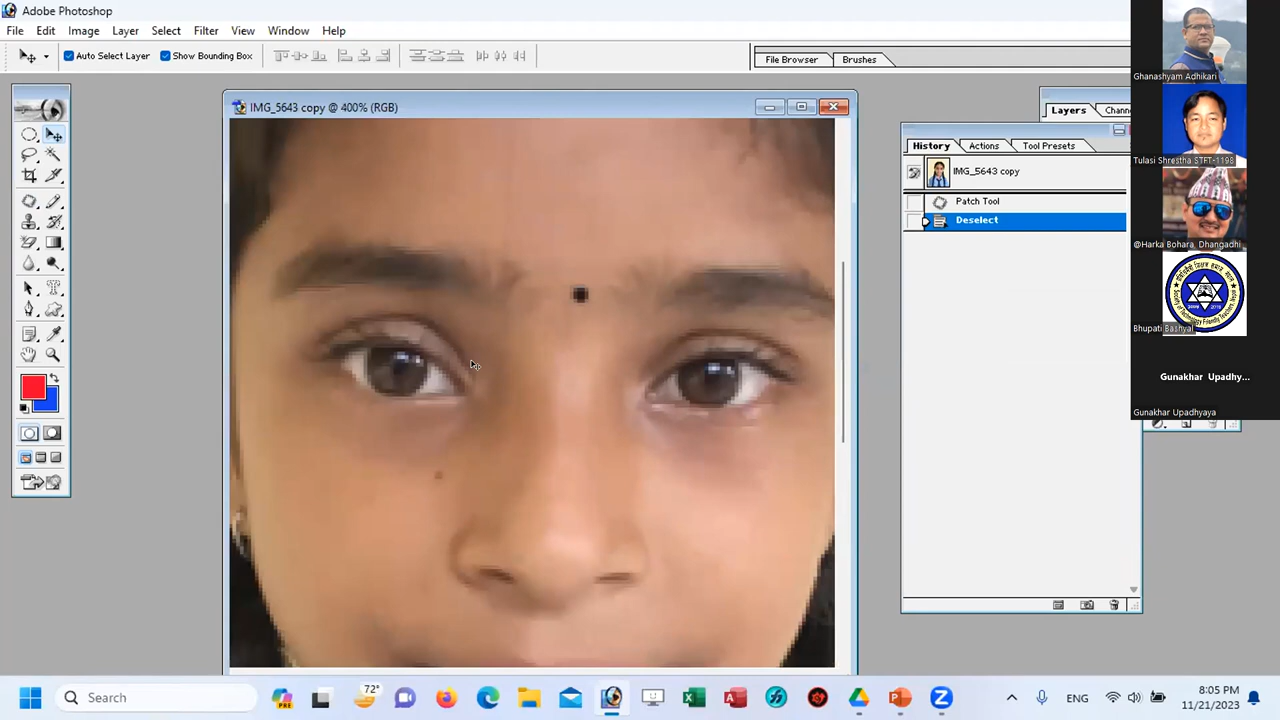 Adobe Photoshop
File Edit Image Layer Select Filter View Window Help
Auto Select Layer Show Bounding Box
File Browser Brushes
IMG_5643 copy @ 400% (RGB)
Layers Chann
History Actions Tool Presets
IMG_5643 copy
Patch Tool
Deselect
Ghanashyam Adhikari
Tulasi Shrestha STFT-1198
@Harka Bohara, Dhangadhi
Bhupati Bashyal
Gunakhar Upadhy...
Gunakhar Upadhyaya
Search
PRE
72°
ENG
8:05 PM
11/21/2023